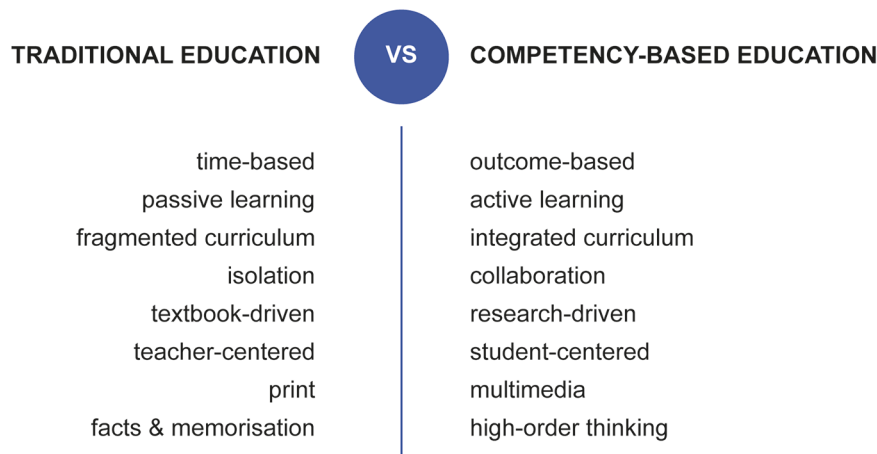 TRADITIONAL EDUCATION VS COMPETENCY-BASED EDUCATION
time-based outcome-based
passive learning active learning
fragmented curriculum integrated curriculum
isolation collaboration
textbook-driven research-driven
teacher-centered student-centered
print multimedia
facts & memorisation high-order thinking